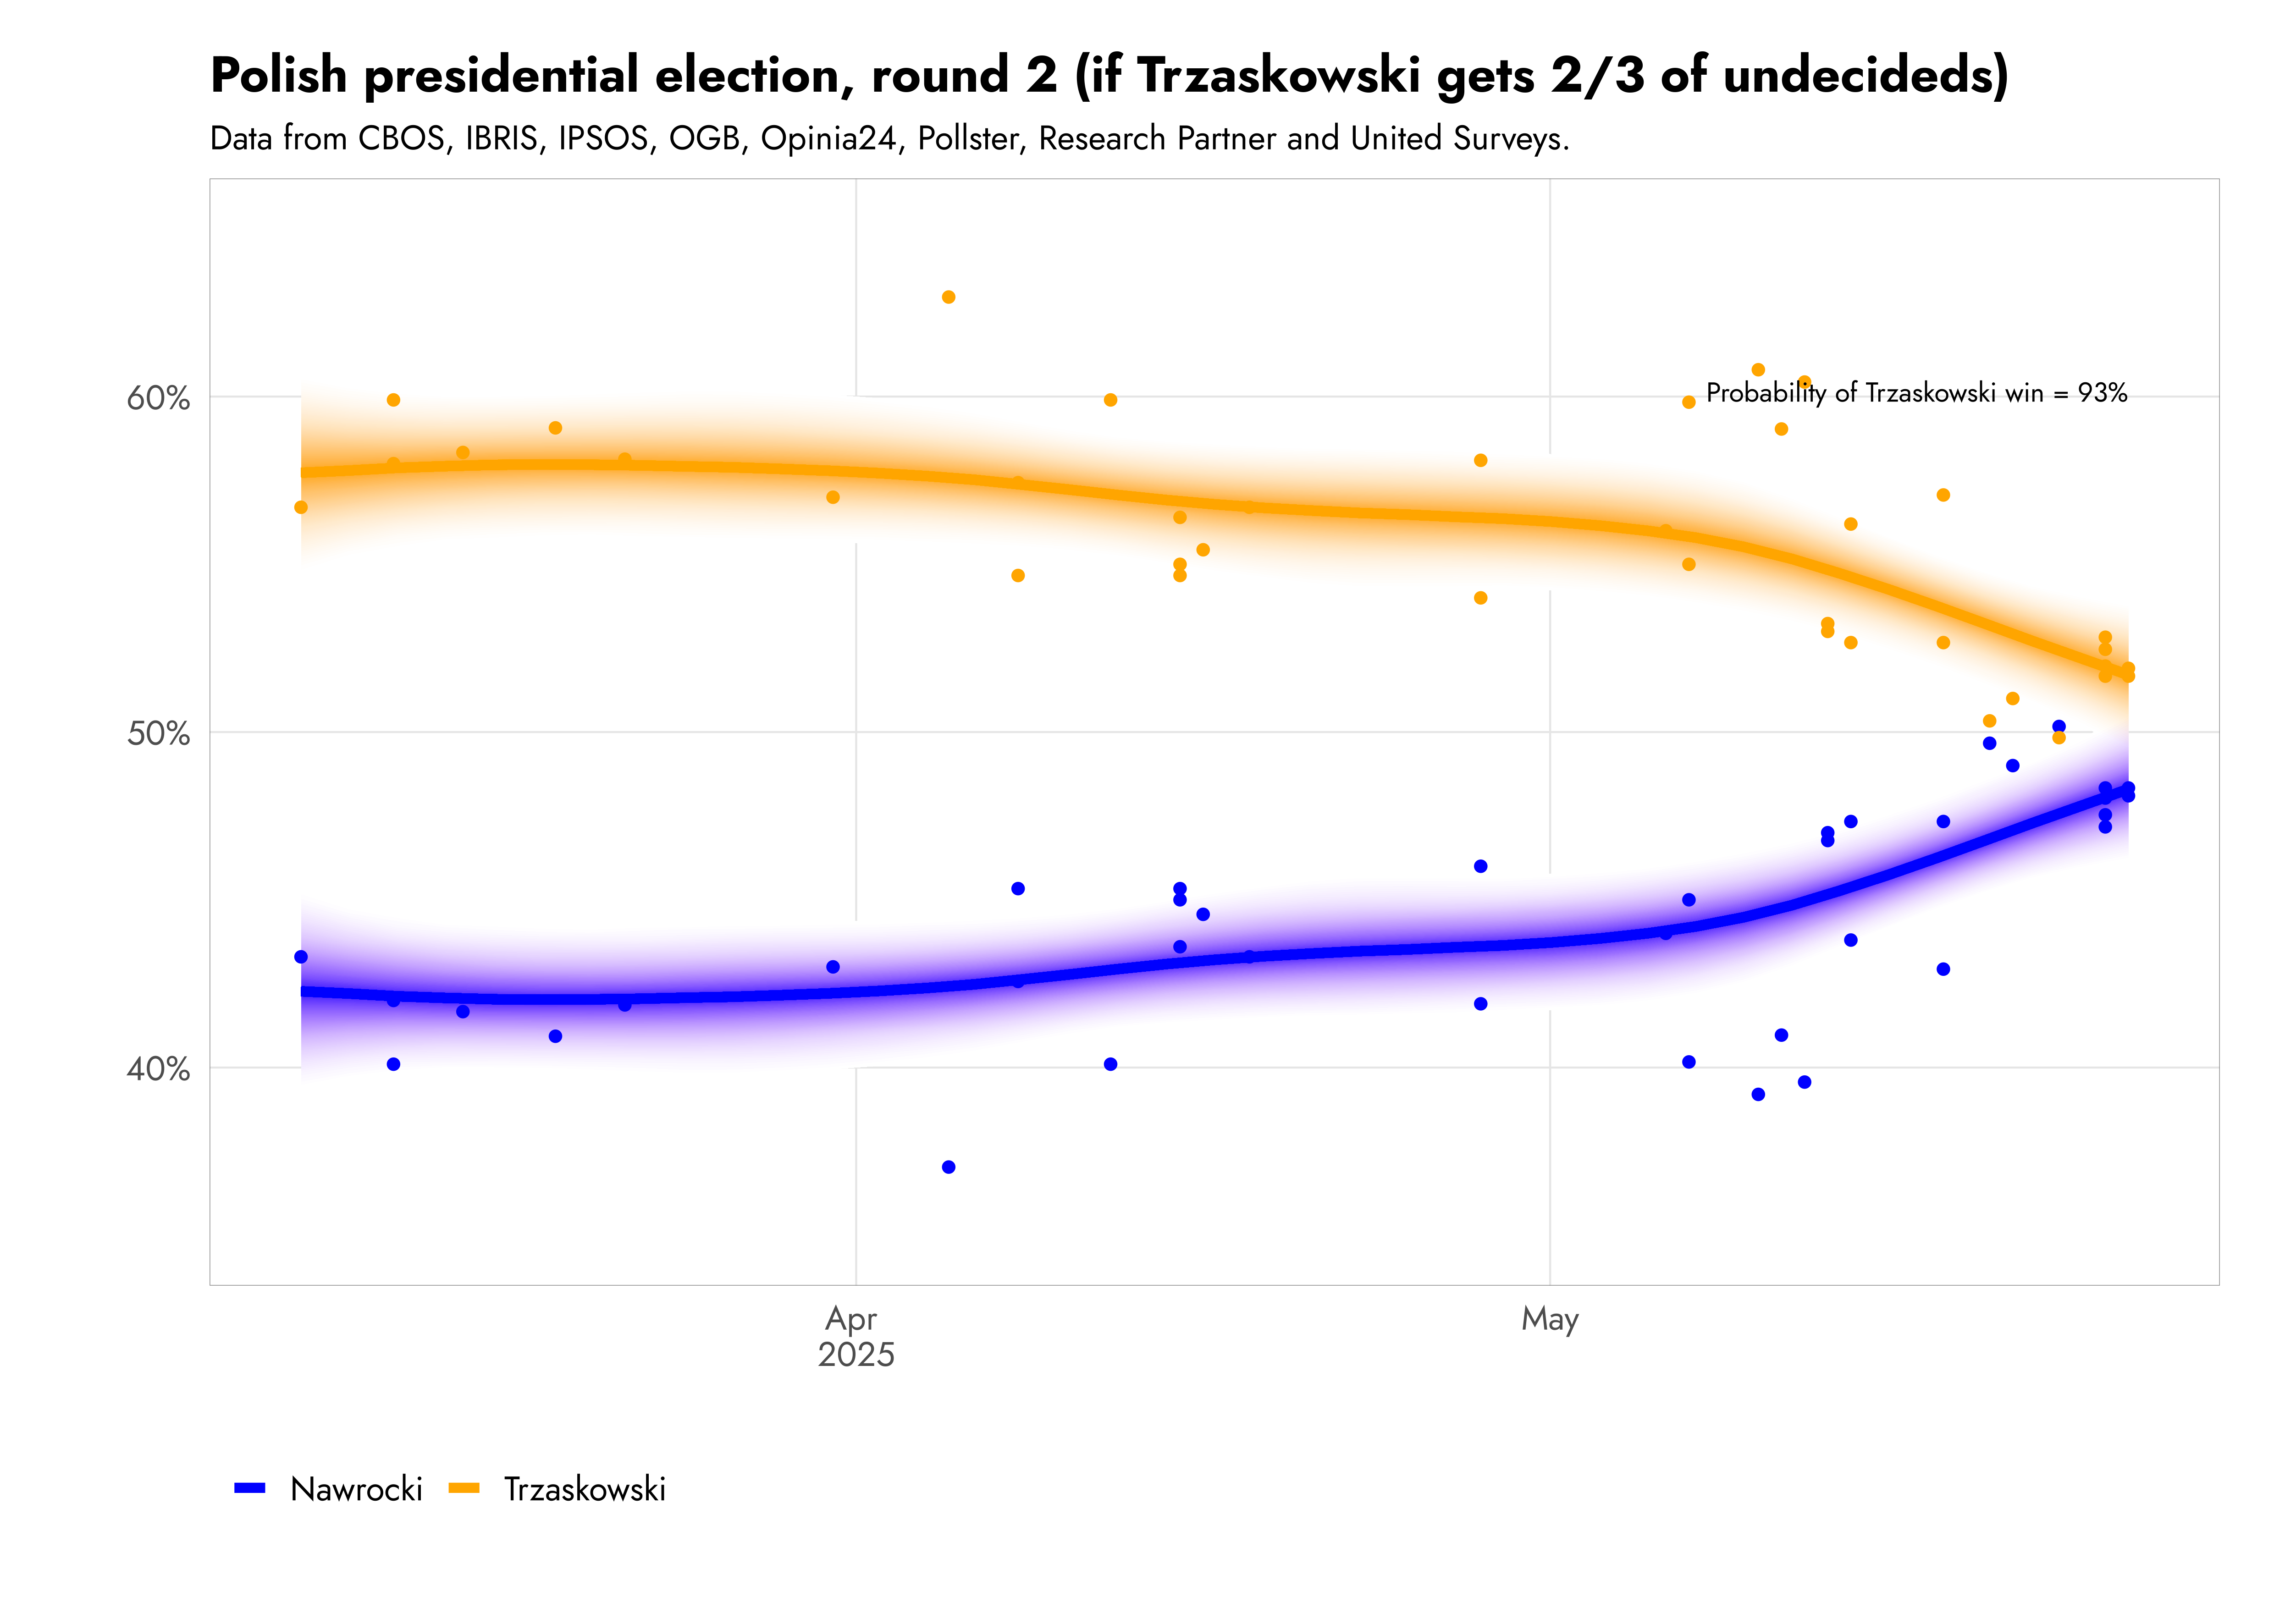 Polish presidential election, round 2 (if Trzaskowski gets 2/3 of undecideds)
Data from CBOS, IBRIS, IPSOS, OGB, Opinia24, Pollster, Research Partner and United Surveys.
60%
Probability of Trzaskowski win = 93%
50%
40%
Apr
2025
May
Nawrocki
Trzaskowski